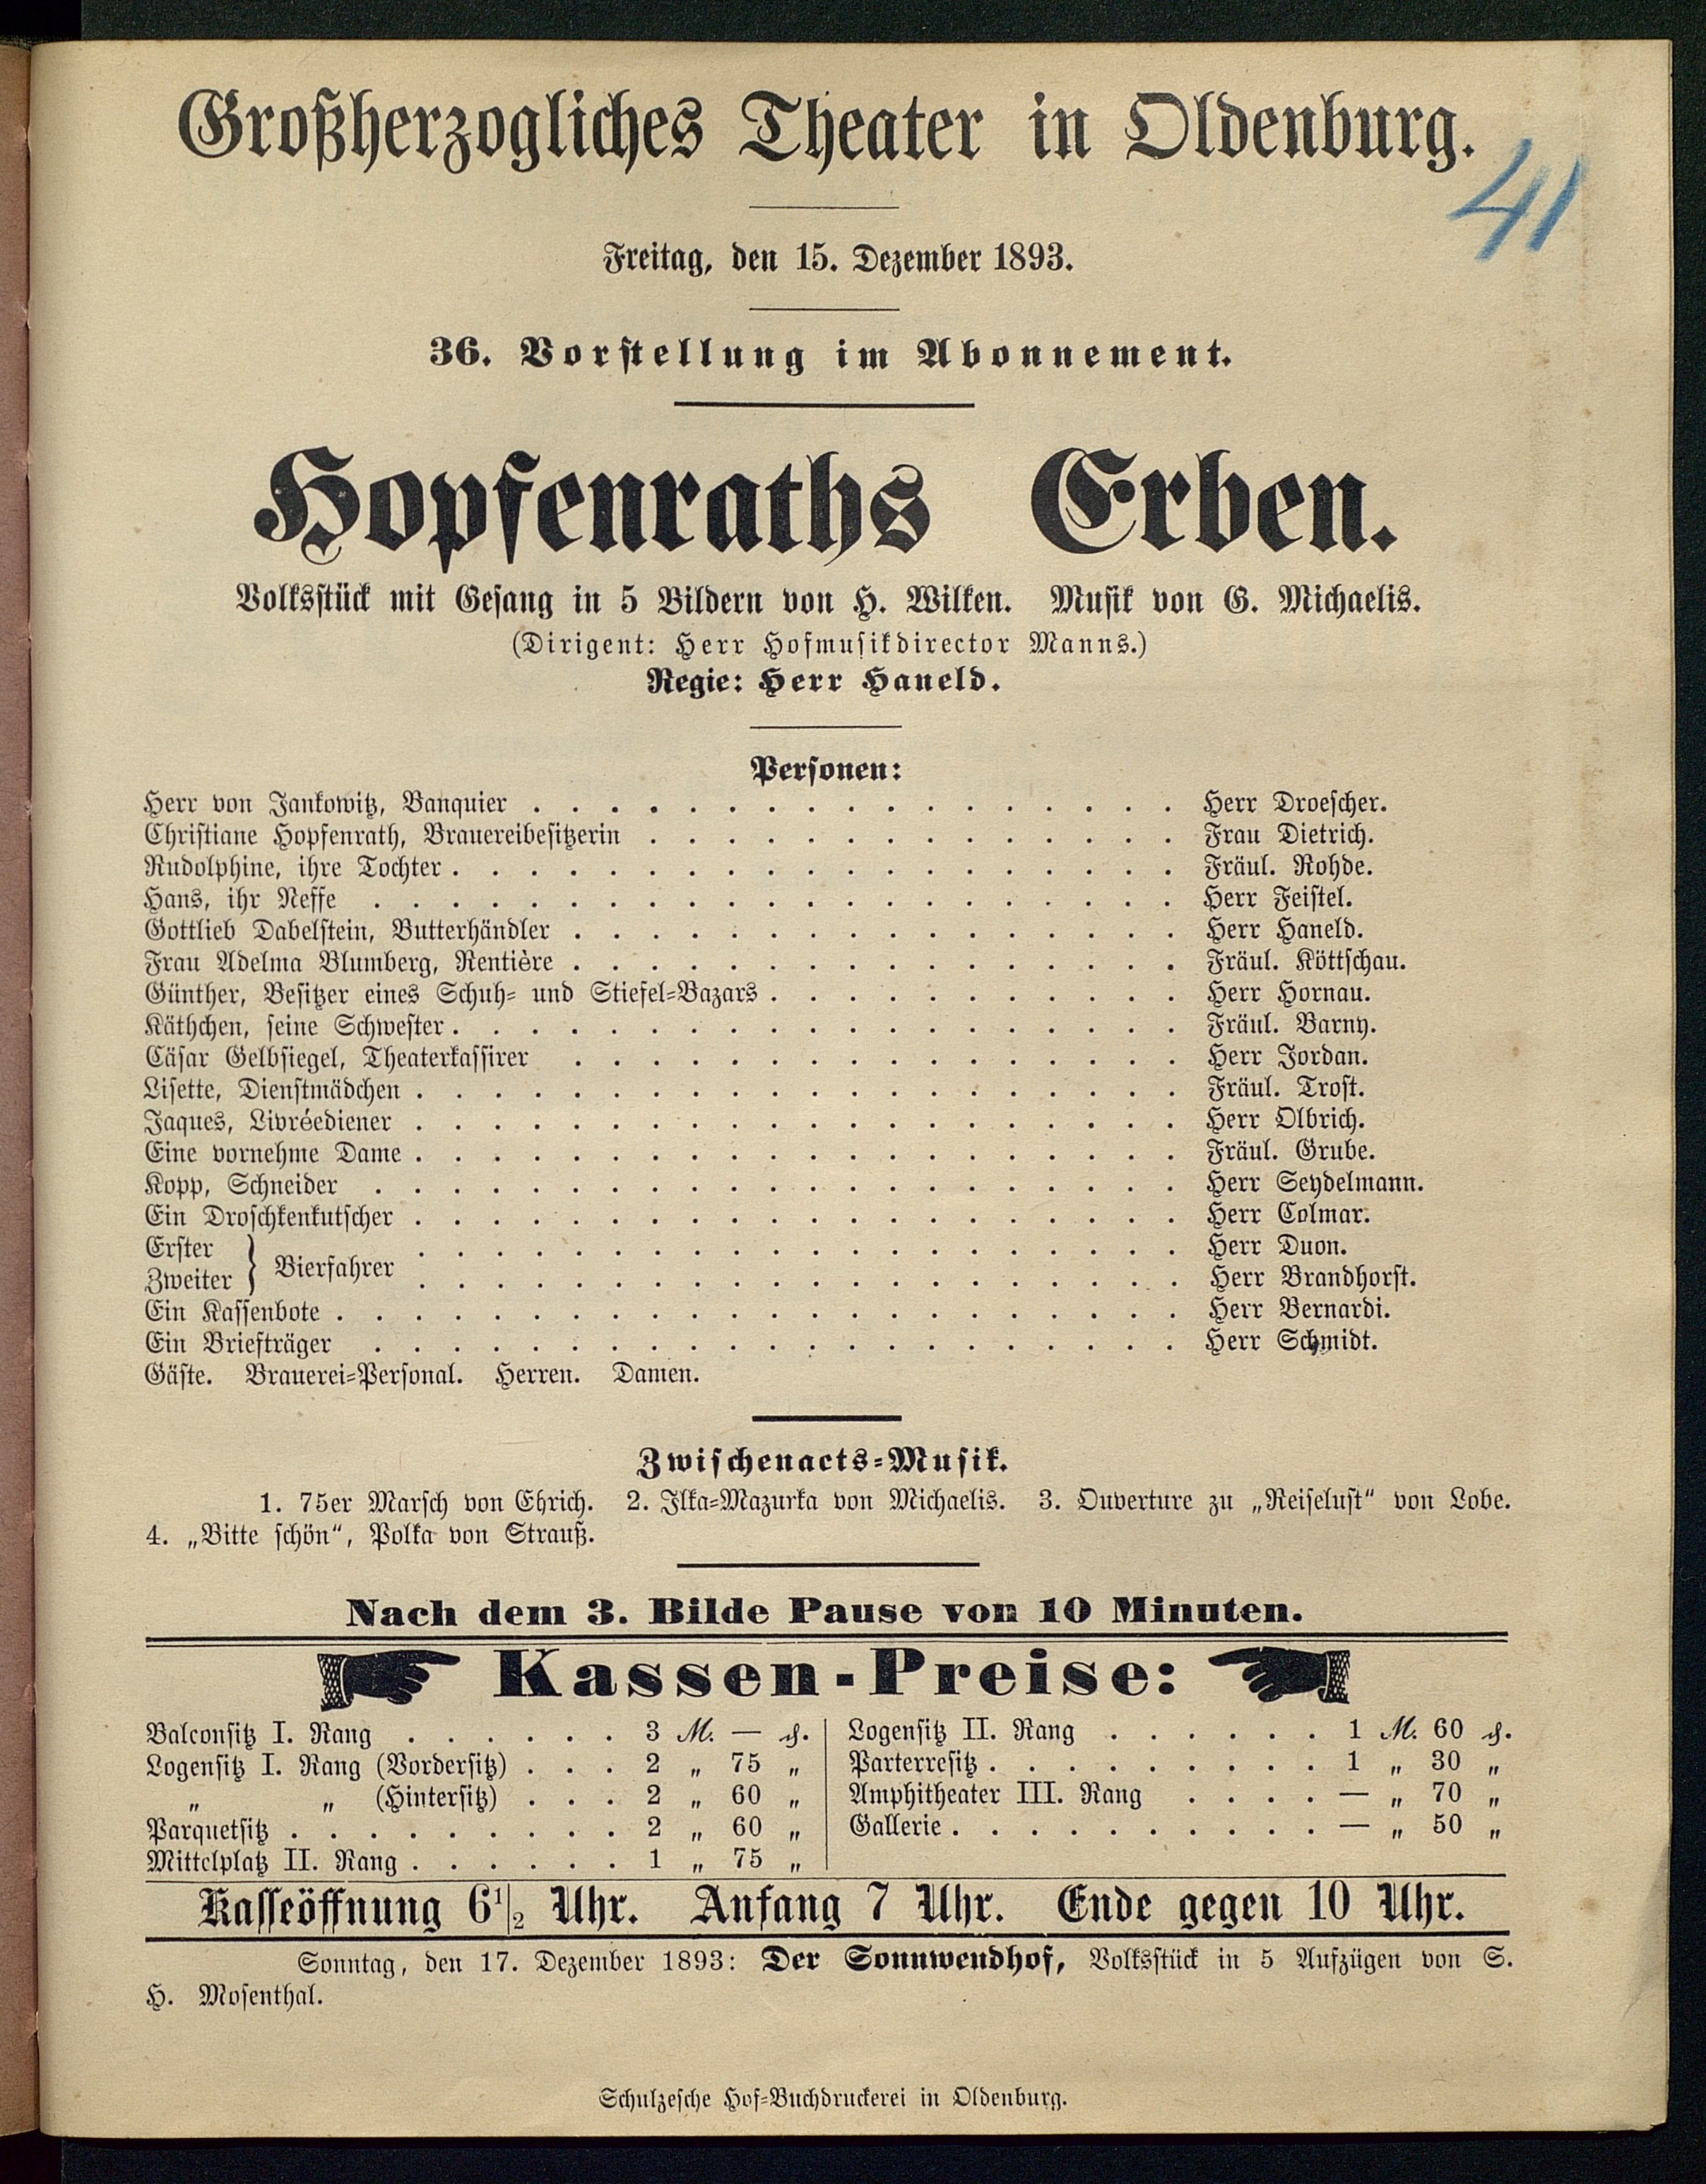 Großherzogliches Theater in Oldenburg.
41
Freitag, den 15. Dezember 1893.
36. Vorstellung im Abonnement.
Hopfenraths Erben.
Volksstück mit Gesang in 5 Bildern von H. Wilken. Musik von G. Michaelis.
(Dirigent: Herr Hofmusikdirector Manns.)
Regie: Herr Haneld.
Personen:
Herr von Jankowitz, Banquier . . . . . . . . . . . . . . . . . Herr Droescher.
Christiane Hopfenrath, Brauereibesitzerin . . . . . . . . . . . . . . Frau Dietrich.
Rudolphine, ihre Tochter . . . . . . . . . . . . . . . . . . . Fräul. Rohde.
Hans, ihr Neffe . . . . . . . . . . . . . . . . . . . . . Herr Feistel.
Gottlieb Dabelstein, Butterhändler . . . . . . . . . . . . . . . . Herr Haneld.
Frau Adelma Blumberg, Rentière . . . . . . . . . . . . . . . . Fräul. Köttschau.
Günther, Besitzer eines Schuh- und Stiefel-Bazars . . . . . . . . . . . Herr Hornau.
Käthchen, seine Schwester . . . . . . . . . . . . . . . . . . . Fräul. Barny.
Cäsar Gelbsiegel, Theaterkassirer . . . . . . . . . . . . . . . . Herr Jordan.
Lisette, Dienstmädchen . . . . . . . . . . . . . . . . . . . . Fräul. Trost.
Jaques, Livréediener . . . . . . . . . . . . . . . . . . . . Herr Olbrich.
Eine vornehme Dame . . . . . . . . . . . . . . . . . . . . Fräul. Grube.
Kopp, Schneider . . . . . . . . . . . . . . . . . . . . . Herr Seydelmann.
Ein Droschkenkutscher . . . . . . . . . . . . . . . . . . . . Herr Colmar.
Erster } Bierfahrer . . . . . . . . . . . . . . . . . . . . Herr Duon.
Zweiter } . . . . . . . . . . . . . . . . . . . . Herr Brandhorst.
Ein Kassenbote . . . . . . . . . . . . . . . . . . . . . . Herr Bernardi.
Ein Briefträger . . . . . . . . . . . . . . . . . . . . . Herr Schmidt.
Gäste. Brauerei-Personal. Herren. Damen.
Zwischenacts-Musik.
1. 75er Marsch von Ehrich. 2. Ilka-Mazurka von Michaelis. 3. Ouverture zu „Reiselust“ von Lobe.
4. „Bitte schön“, Polka von Strauß.
Nach dem 3. Bilde Pause von 10 Minuten.
Kassen-Preise:
Balconsitz I. Rang . . . . . . 3 M. — ₰.
Logensitz I. Rang (Vordersitz) . . . 2 „ 75 „
„ „ (Hintersitz) . . . 2 „ 60 „
Parquetsitz . . . . . . . . . 2 „ 60 „
Mittelplatz II. Rang . . . . . . 1 „ 75 „
Logensitz II. Rang . . . . . . 1 M. 60 ₰.
Parterresitz . . . . . . . . . 1 „ 30 „
Amphitheater III. Rang . . . . — „ 70 „
Gallerie . . . . . . . . . . — „ 50 „
Kasseöffnung 6 1/2 Uhr. Anfang 7 Uhr. Ende gegen 10 Uhr.
Sonntag, den 17. Dezember 1893: Der Sonnwendhof, Volksstück in 5 Aufzügen von S.
H. Mosenthal.
Schulzesche Hof-Buchdruckerei in Oldenburg.